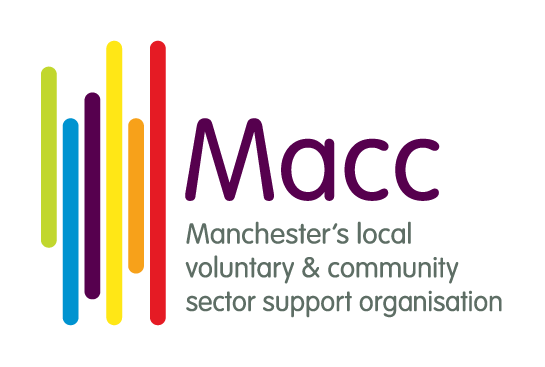 Macc
Manchester's local
voluntary & community
sector support organisation